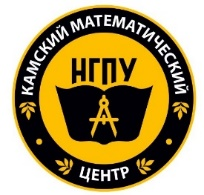 КАМСКИЙ МАТЕМАТИЧЕСКИЙ
НГПУ
ЦЕНТР